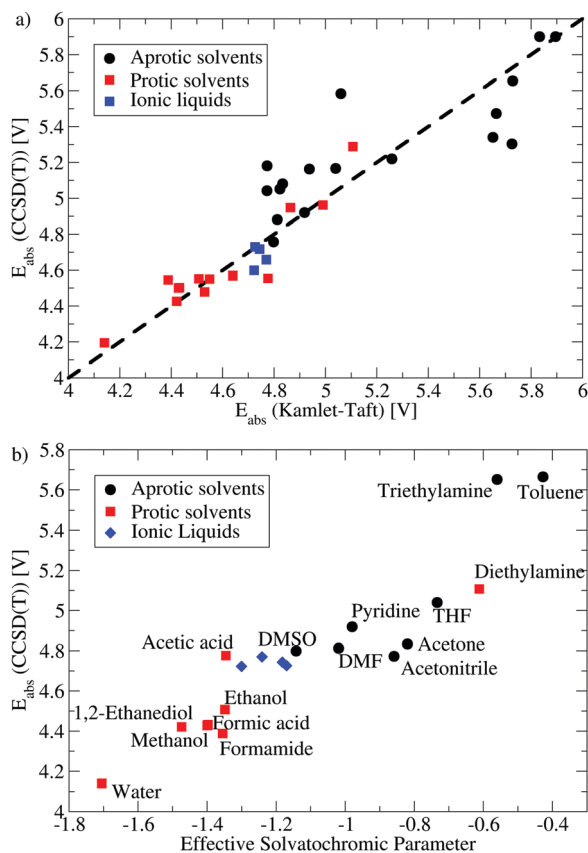 a)
6
5.8
5.6
5.4
5.2
5
4.8
4.6
4.4
4.2
4
E_abs (CCSD(T)) [V]
Aprotic solvents
Protic solvents
Ionic liquids
4 4.2 4.4 4.6 4.8 5 5.2 5.4 5.6 5.8 6
E_abs (Kamlet-Taft) [V]
b)
5.8
5.6
5.4
5.2
5
4.8
4.6
4.4
4.2
4
E_abs (CCSD(T)) [V]
Aprotic solvents
Protic solvents
Ionic Liquids
Triethylamine
Toluene
Diethylamine
Pyridine
THF
Acetic acid
DMSO
DMF
Acetone
Acetonitrile
Ethanol
1,2-Ethanediol
Formic acid
Methanol
Formamide
Water
-1.8 -1.6 -1.4 -1.2 -1 -0.8 -0.6 -0.4
Effective Solvatochromic Parameter